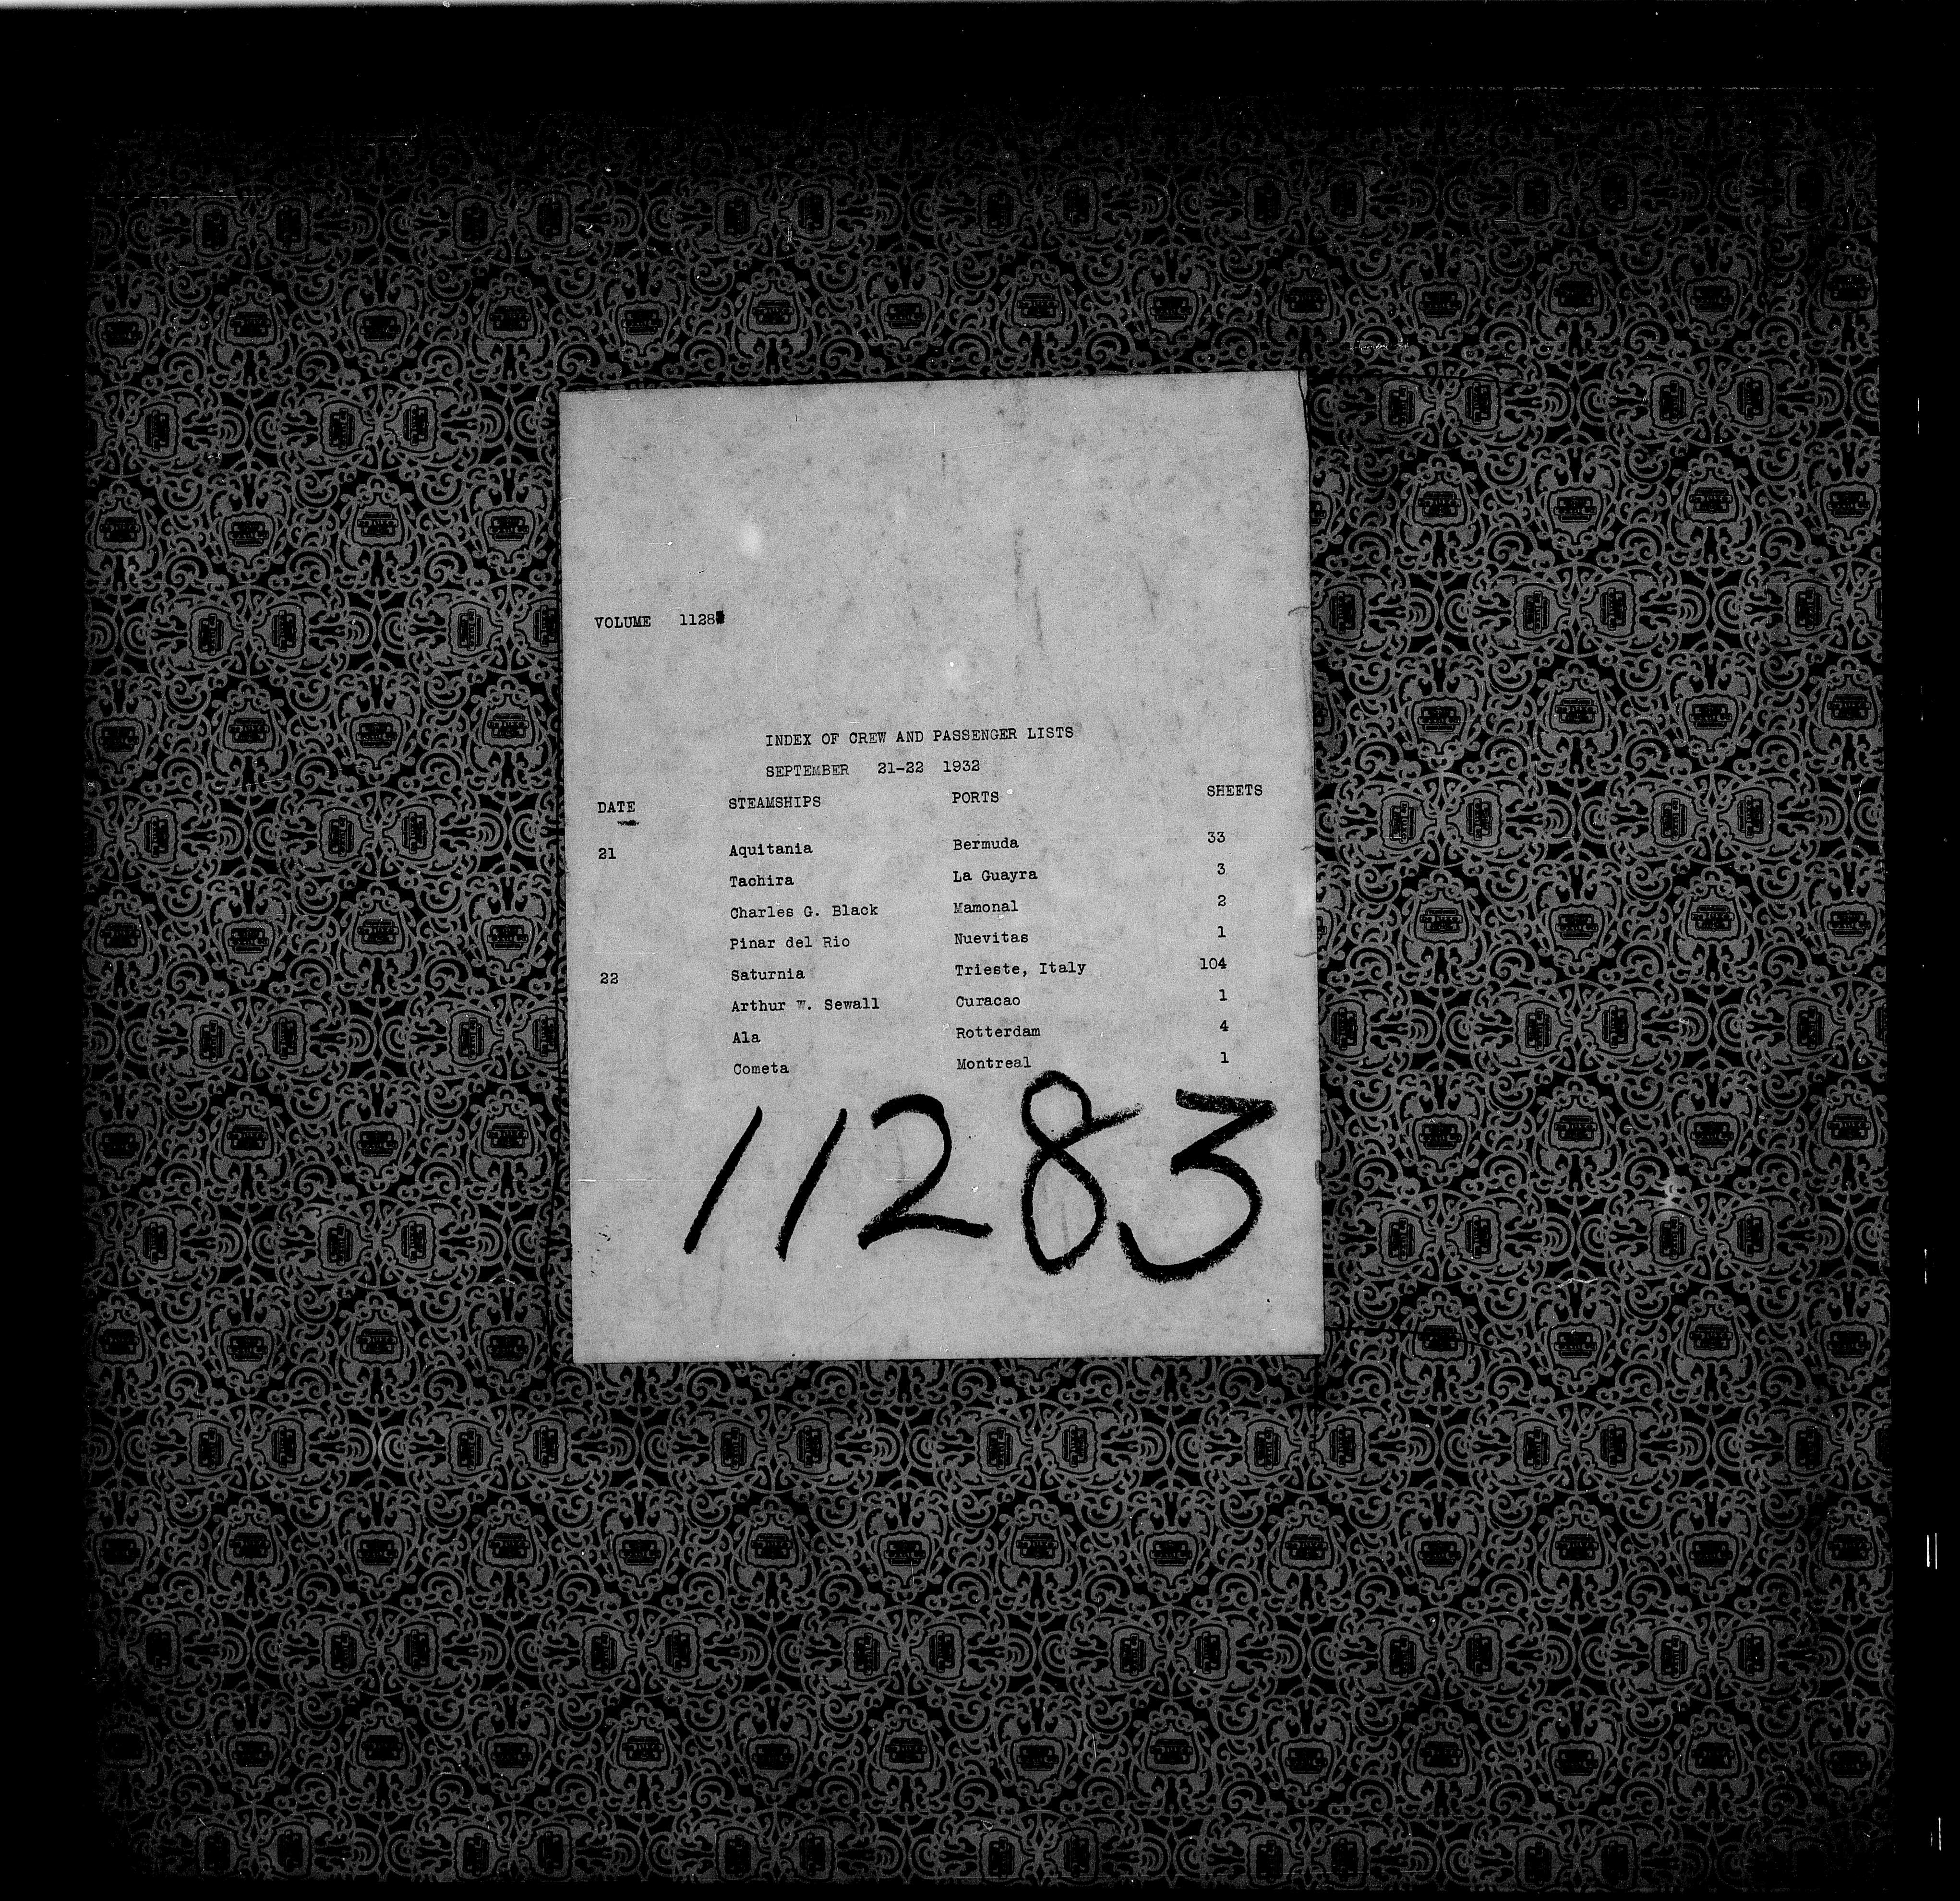 VOLUME 1128
INDEX OF CREW AND PASSENGER LISTS
SEPTEMBER 21-22 1932
DATE STEAMSHIPS PORTS SHEETS
21 Aquitania Bermuda 33
Tachira La Guayra 3
Charles G. Black Mamonal 2
Pinar del Rio Nuevitas 1
22 Saturnia Trieste, Italy 104
Arthur W. Sewall Curacao 1
Ala Rotterdam 4
Cometa Montreal 1
11283